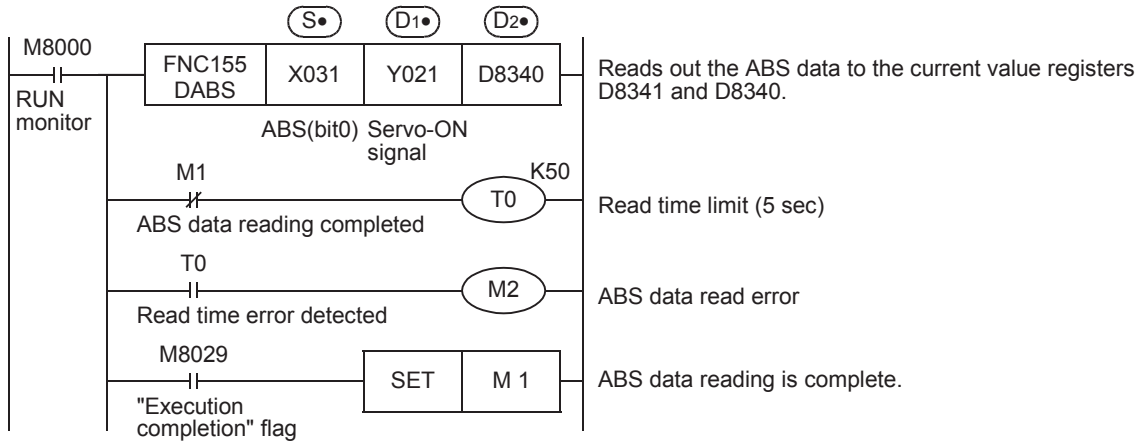 S• D1• D2•
M8000
FNC155 DABS X031 Y021 D8340
Reads out the ABS data to the current value registers
D8341 and D8340.
RUN
monitor
ABS(bit0) Servo-ON
signal
M1
K50
T0
ABS data reading completed
Read time limit (5 sec)
T0
M2
Read time error detected
ABS data read error
M8029
SET M 1
ABS data reading is complete.
"Execution
completion" flag